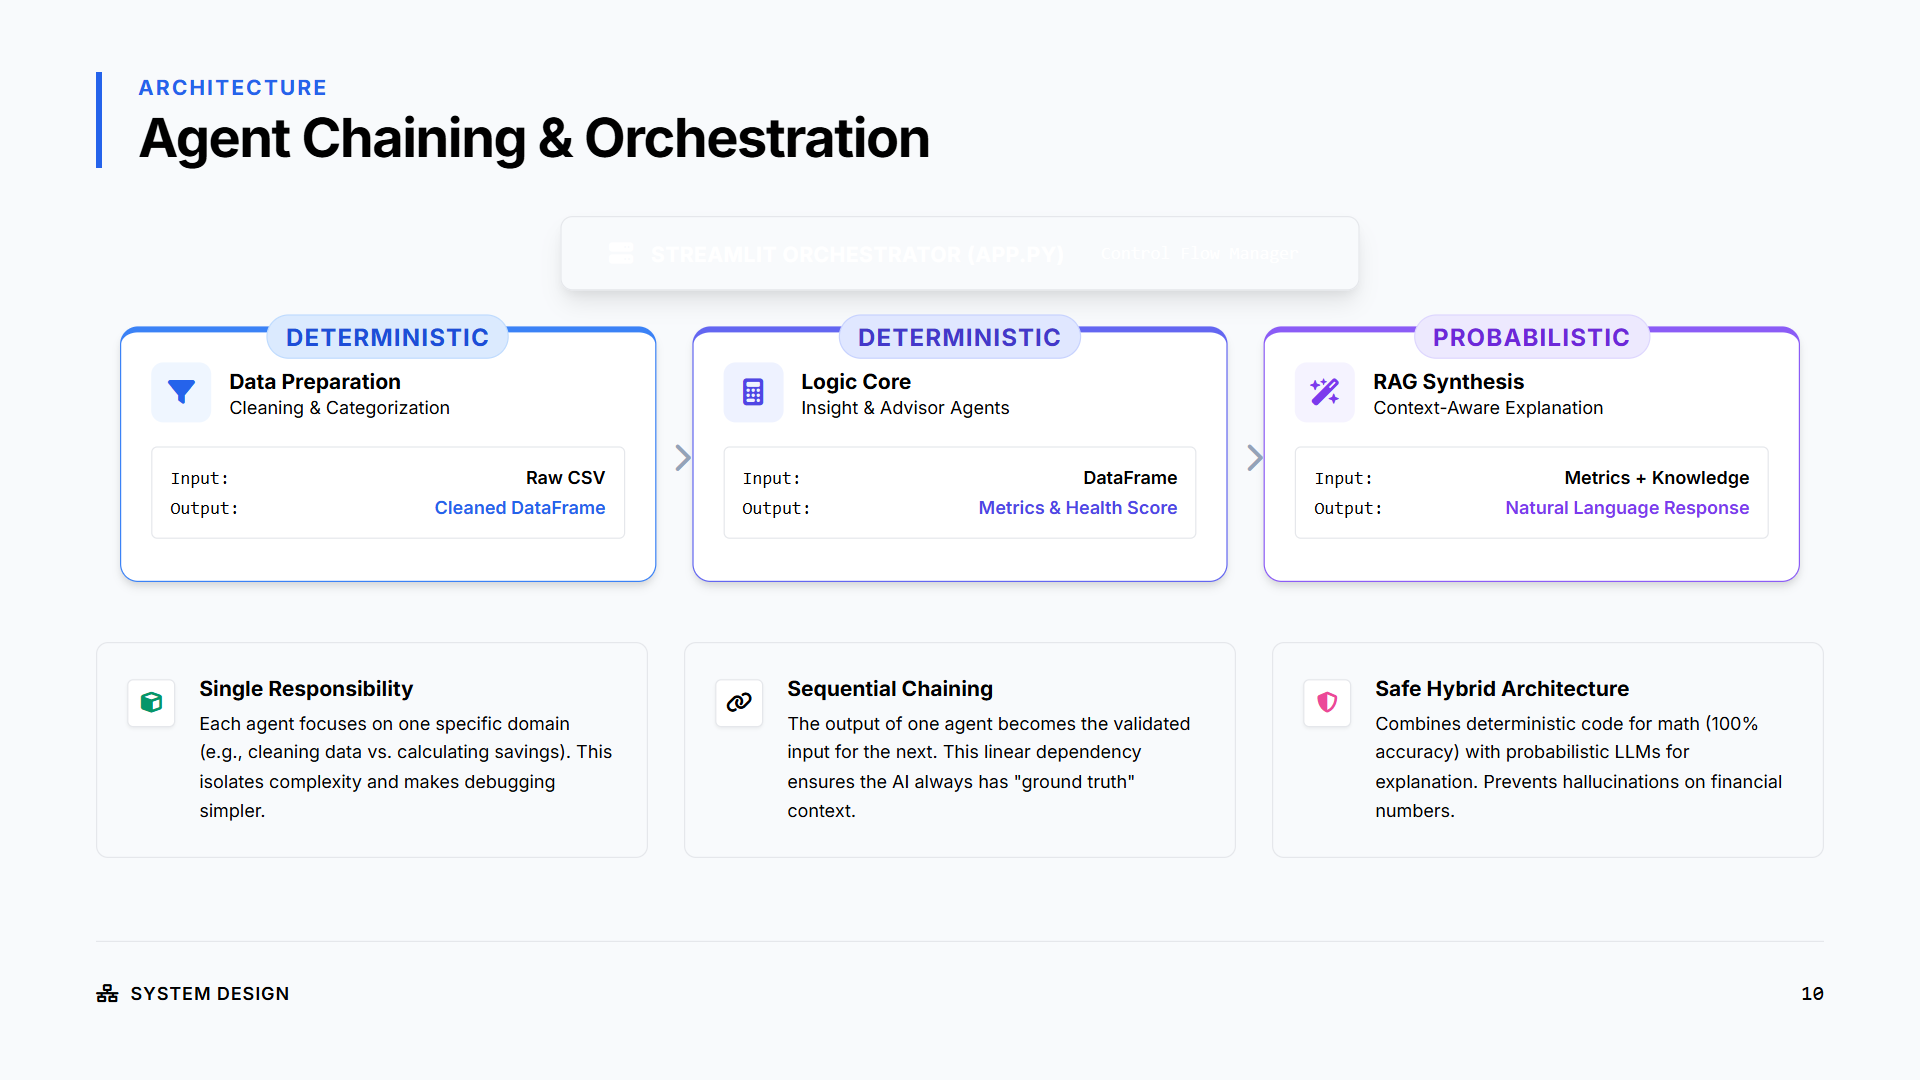 ARCHITECTURE
Agent Chaining & Orchestration
STREAMLIT ORCHESTRATOR (APP.PY) Control Flow Manager
DETERMINISTIC
Data Preparation
Cleaning & Categorization
Input: Raw CSV
Output: Cleaned DataFrame
DETERMINISTIC
Logic Core
Insight & Advisor Agents
Input: DataFrame
Output: Metrics & Health Score
PROBABILISTIC
RAG Synthesis
Context-Aware Explanation
Input: Metrics + Knowledge
Output: Natural Language Response
Single Responsibility
Each agent focuses on one specific domain
(e.g., cleaning data vs. calculating savings). This
isolates complexity and makes debugging
simpler.
Sequential Chaining
The output of one agent becomes the validated
input for the next. This linear dependency
ensures the AI always has "ground truth"
context.
Safe Hybrid Architecture
Combines deterministic code for math (100%
accuracy) with probabilistic LLMs for
explanation. Prevents hallucinations on financial
numbers.
SYSTEM DESIGN
10